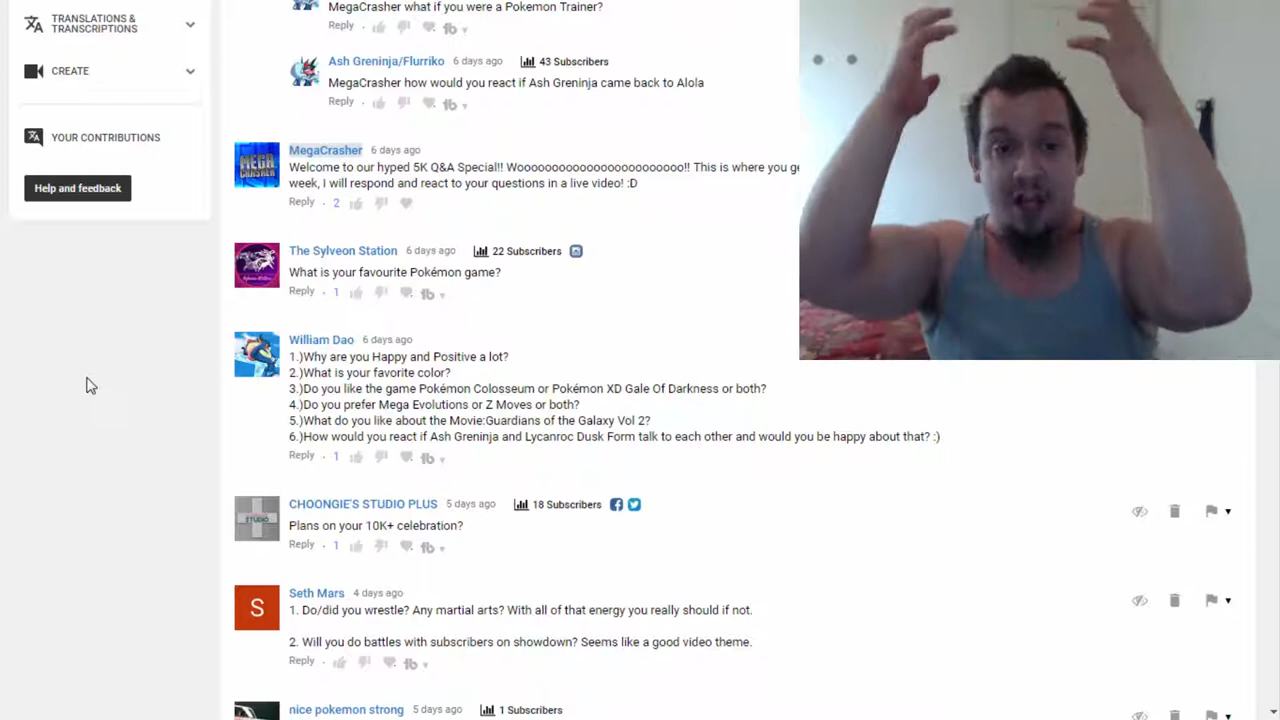 TRANSLATIONS &
TRANSCRIPTIONS
CREATE
YOUR CONTRIBUTIONS
Help and feedback
MegaCrasher what if you were a Pokemon Trainer?
Reply
Ash Greninja/Flurriko 6 days ago 43 Subscribers
MegaCrasher how would you react if Ash Greninja came back to Alola
Reply
MEGA
CRASHER
MegaCrasher 6 days ago
Welcome to our hyped 5K Q&A Special!! Wooooooooooooooooooooooo!! This is where you ge
week, I will respond and react to your questions in a live video! :D
Reply . 2
The Sylveon Station 6 days ago 22 Subscribers
What is your favourite Pokémon game?
Reply . 1
William Dao 6 days ago
1.)Why are you Happy and Positive a lot?
2.)What is your favorite color?
3.)Do you like the game Pokémon Colosseum or Pokémon XD Gale Of Darkness or both?
4.)Do you prefer Mega Evolutions or Z Moves or both?
5.)What do you like about the Movie:Guardians of the Galaxy Vol 2?
6.)How would you react if Ash Greninja and Lycanroc Dusk Form talk to each other and would you be happy about that? :)
Reply . 1
STUDIO
CHOONGIE'S STUDIO PLUS 5 days ago 18 Subscribers
Plans on your 10K+ celebration?
Reply . 1
S
Seth Mars 4 days ago
1. Do/did you wrestle? Any martial arts? With all of that energy you really should if not.
2. Will you do battles with subscribers on showdown? Seems like a good video theme.
Reply
nice pokemon strong 5 days ago 1 Subscribers